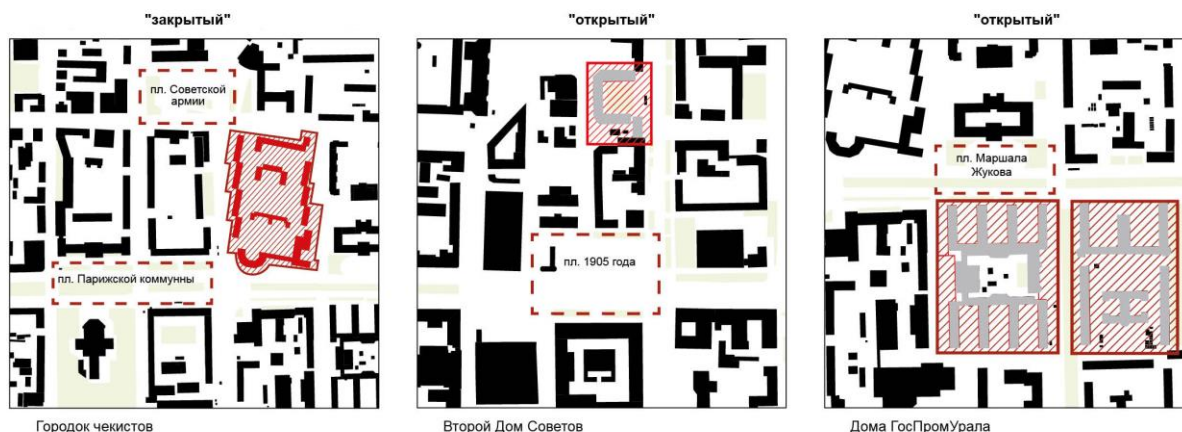 "закрытый"
"открытый"
"открытый"
пл. Советской
армии
пл. Парижской коммунны
пл. 1905 года
пл. Маршала
Жукова
Городок чекистов
Второй Дом Советов
Дома ГосПромУрала